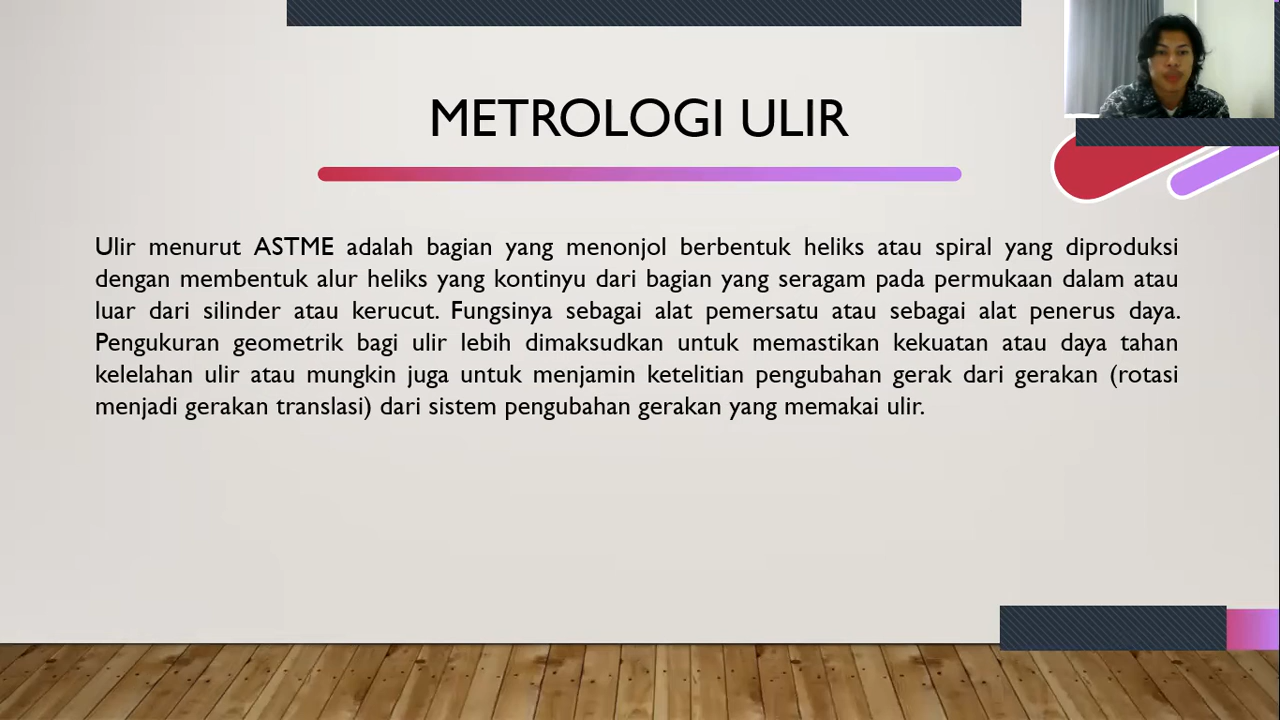 METROLOGI ULIR
Ulir menurut ASTME adalah bagian yang menonjol berbentuk heliks atau spiral yang diproduksi
dengan membentuk alur heliks yang kontinyu dari bagian yang seragam pada permukaan dalam atau
luar dari silinder atau kerucut. Fungsinya sebagai alat pemersatu atau sebagai alat penerus daya.
Pengukuran geometrik bagi ulir lebih dimaksudkan untuk memastikan kekuatan atau daya tahan
kelelahan ulir atau mungkin juga untuk menjamin ketelitian pengubahan gerak dari gerakan (rotasi
menjadi gerakan translasi) dari sistem pengubahan gerakan yang memakai ulir.